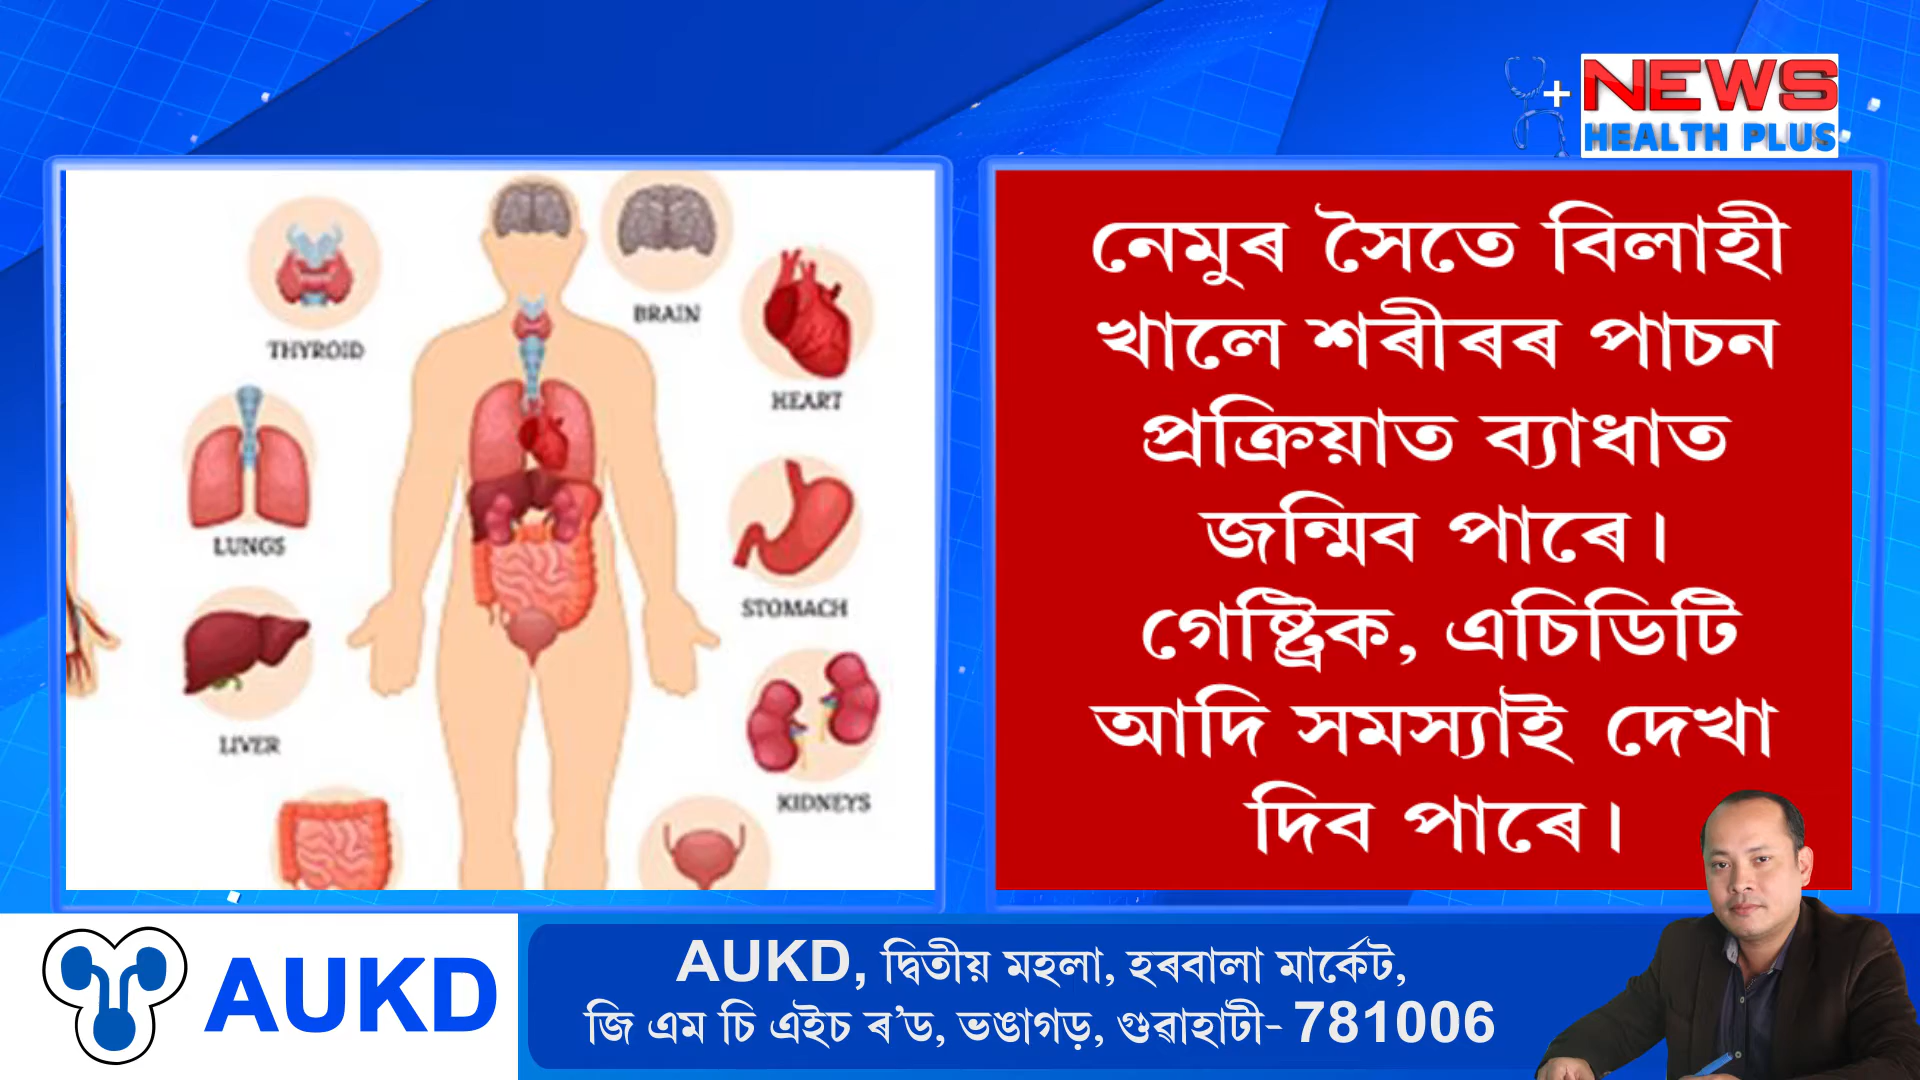 NEWS
HEALTH PLUS
THYROID
BRAIN
HEART
LUNGS
STOMACH
LIVER
KIDNEYS
নেমুৰ সৈতে বিলাহী
খালে শৰীৰৰ পাচন
প্ৰক্ৰিয়াত ব্যাধাত
জন্মিব পাৰে।
গেষ্ট্ৰিক, এচিডিটি
আদি সমস্যাই দেখা
দিব পাৰে।
AUKD
AUKD, দ্বিতীয় মহলা, হৰবালা মাৰ্কেট,
জি এম চি এইচ ৰ'ড, ভঙাগড়, গুৱাহাটী- 781006